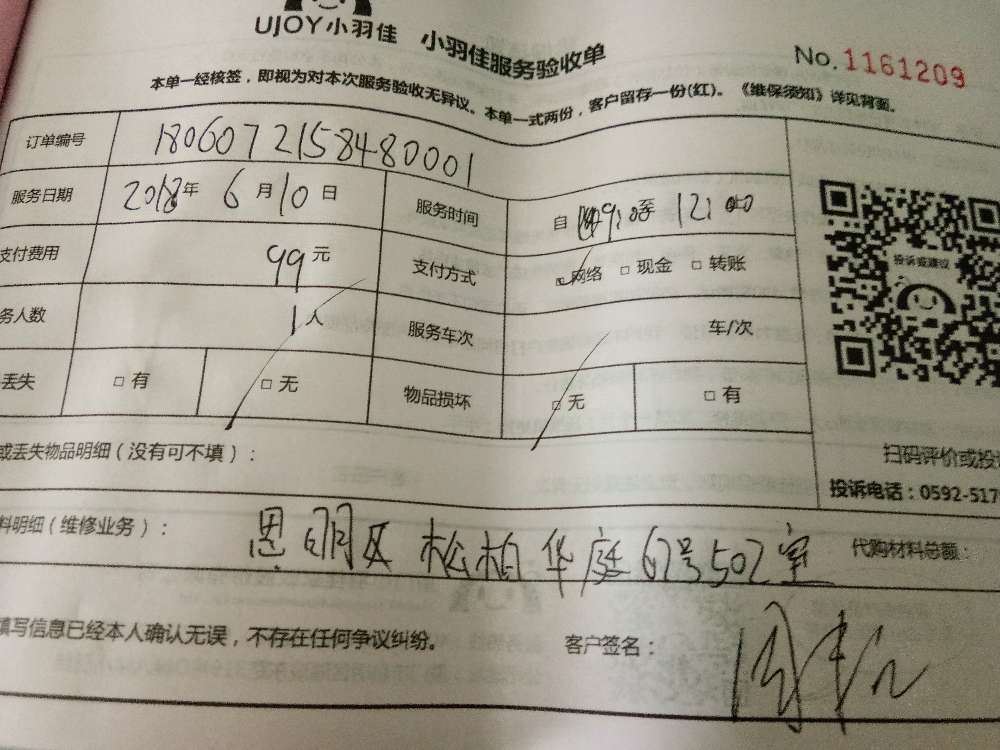 UJOY小羽佳 小羽佳服务验收单
No.1161209
本单一经核签，即视为对本次服务验收无异议。本单一式两份，客户留存一份(红)。《维保须知》详见背面。
订单编号 1806072158480001
服务日期 2018年 6月10日 服务时间 自 9:00至 12:00
支付费用 99元 支付方式 □网络 □现金 □转账
务人数 1人 服务车次 车/次
丢失 □有 □无 物品损坏 □无 □有
投诉或建议
或丢失物品明细（没有可不填）：
扫码评价或投诉
投诉电话：0592-517
料明细（维修业务）： 思明区松柏华庭62号502室 代购材料总额：
填写信息已经本人确认无误，不存在任何争议纠纷。 客户签名：